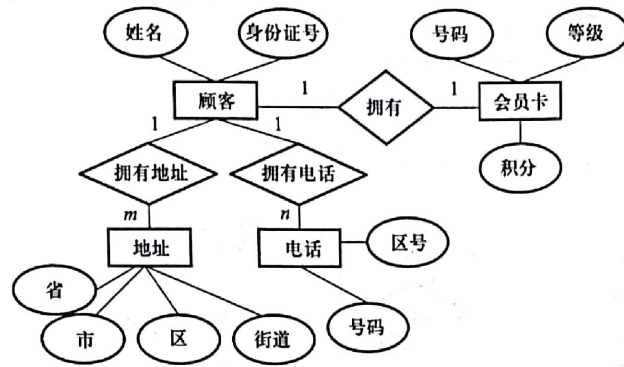 姓名
身份证号
号码
等级
顾客
1
拥有
1
会员卡
1
1
积分
拥有地址
拥有电话
m
n
地址
电话
区号
省
市
区
街道
号码